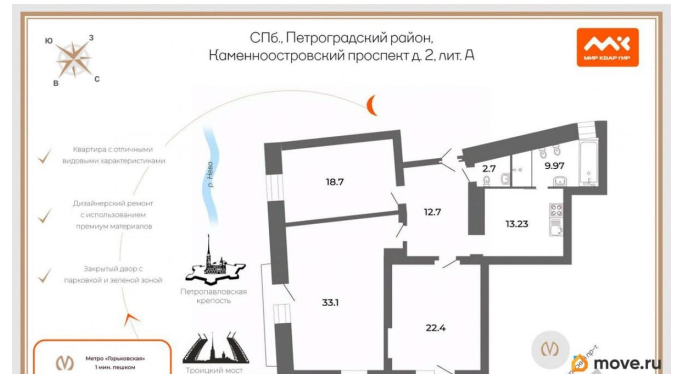 СПб., Петроградский район,
Каменноостровский проспект д. 2, лит. А
МИР КВАРТИР
Ю
З
В
С
Квартира с отличными
видовыми характеристиками
Дизайнерский ремонт
с использованием
премиум материалов
Закрытый двор с
парковкой и зеленой зоной
Метро «Горьковская»
1 мин. пешком
р. Нева
Петропавловская
крепость
Троицкий мост
18.7
12.7
2.7
9.97
13.23
33.1
22.4
пр-т.
move.ru